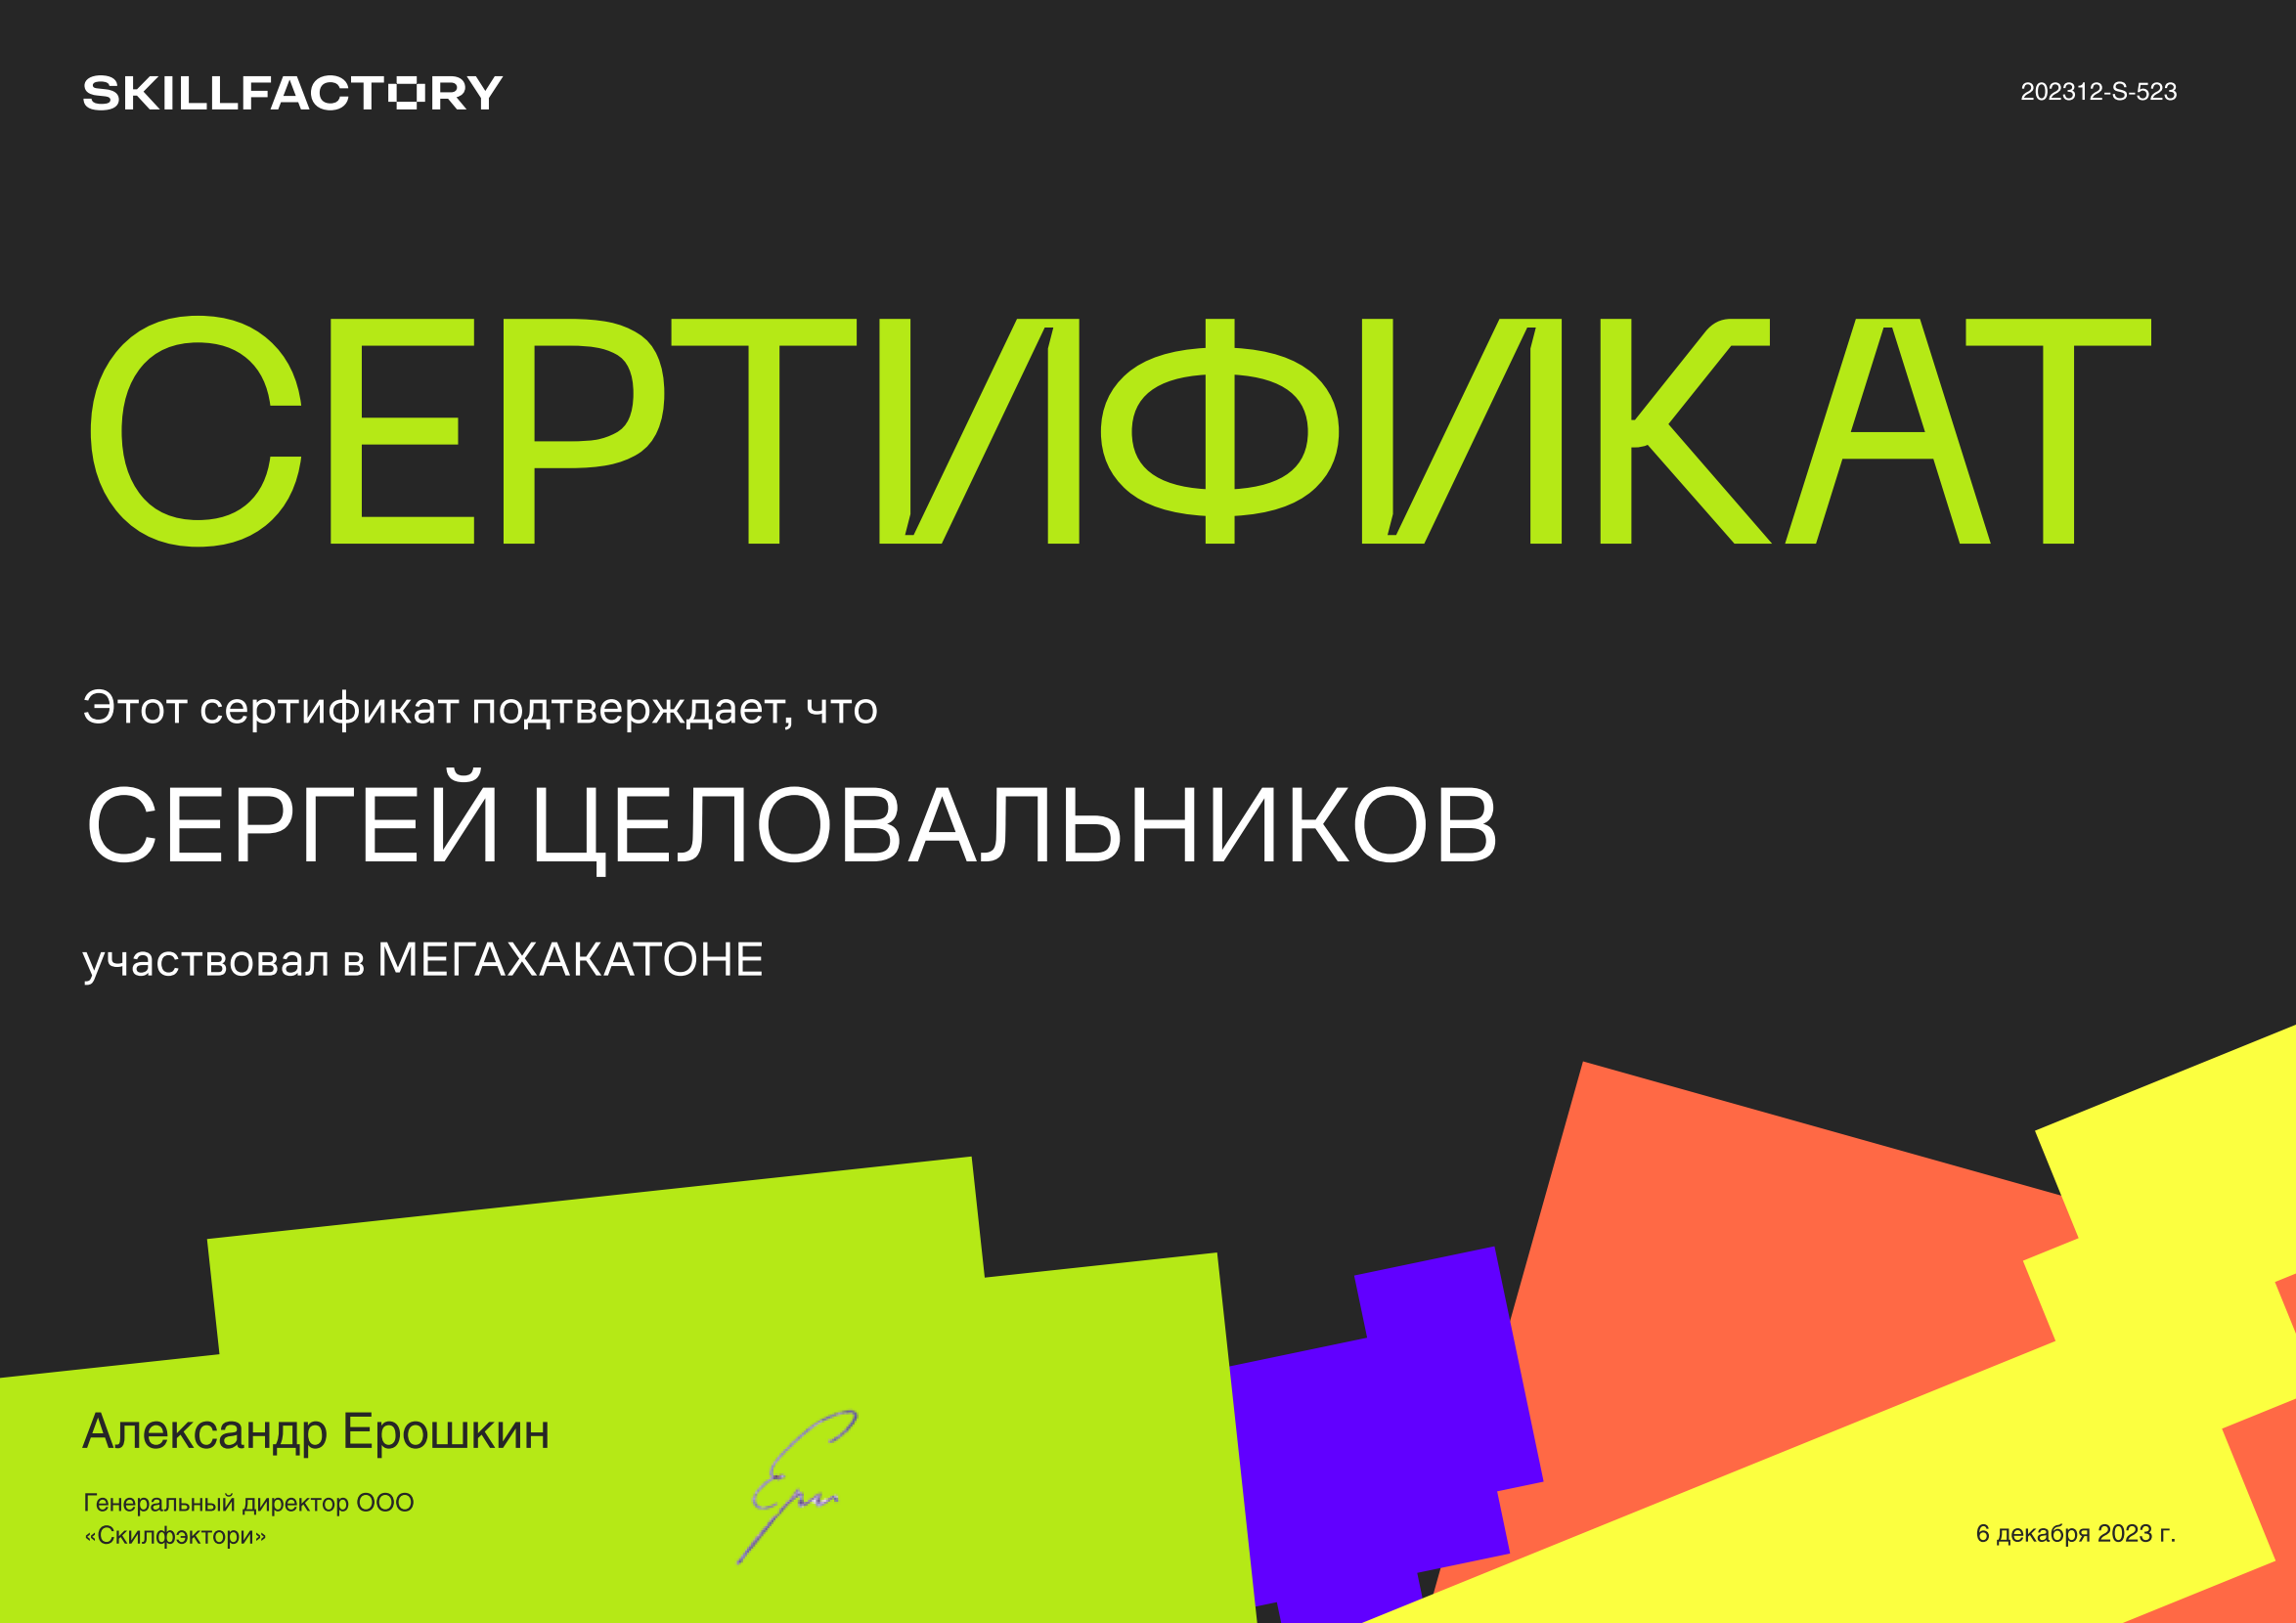 SKILLFACTORY
202312-S-523
СЕРТИФИКАТ
Этот сертификат подтверждает, что
СЕРГЕЙ ЦЕЛОВАЛЬНИКОВ
участвовал в МЕГАХАКАТОНЕ
Александр Ерошкин
Генеральный директор ООО
«Скилфэктори»
6 декабря 2023 г.